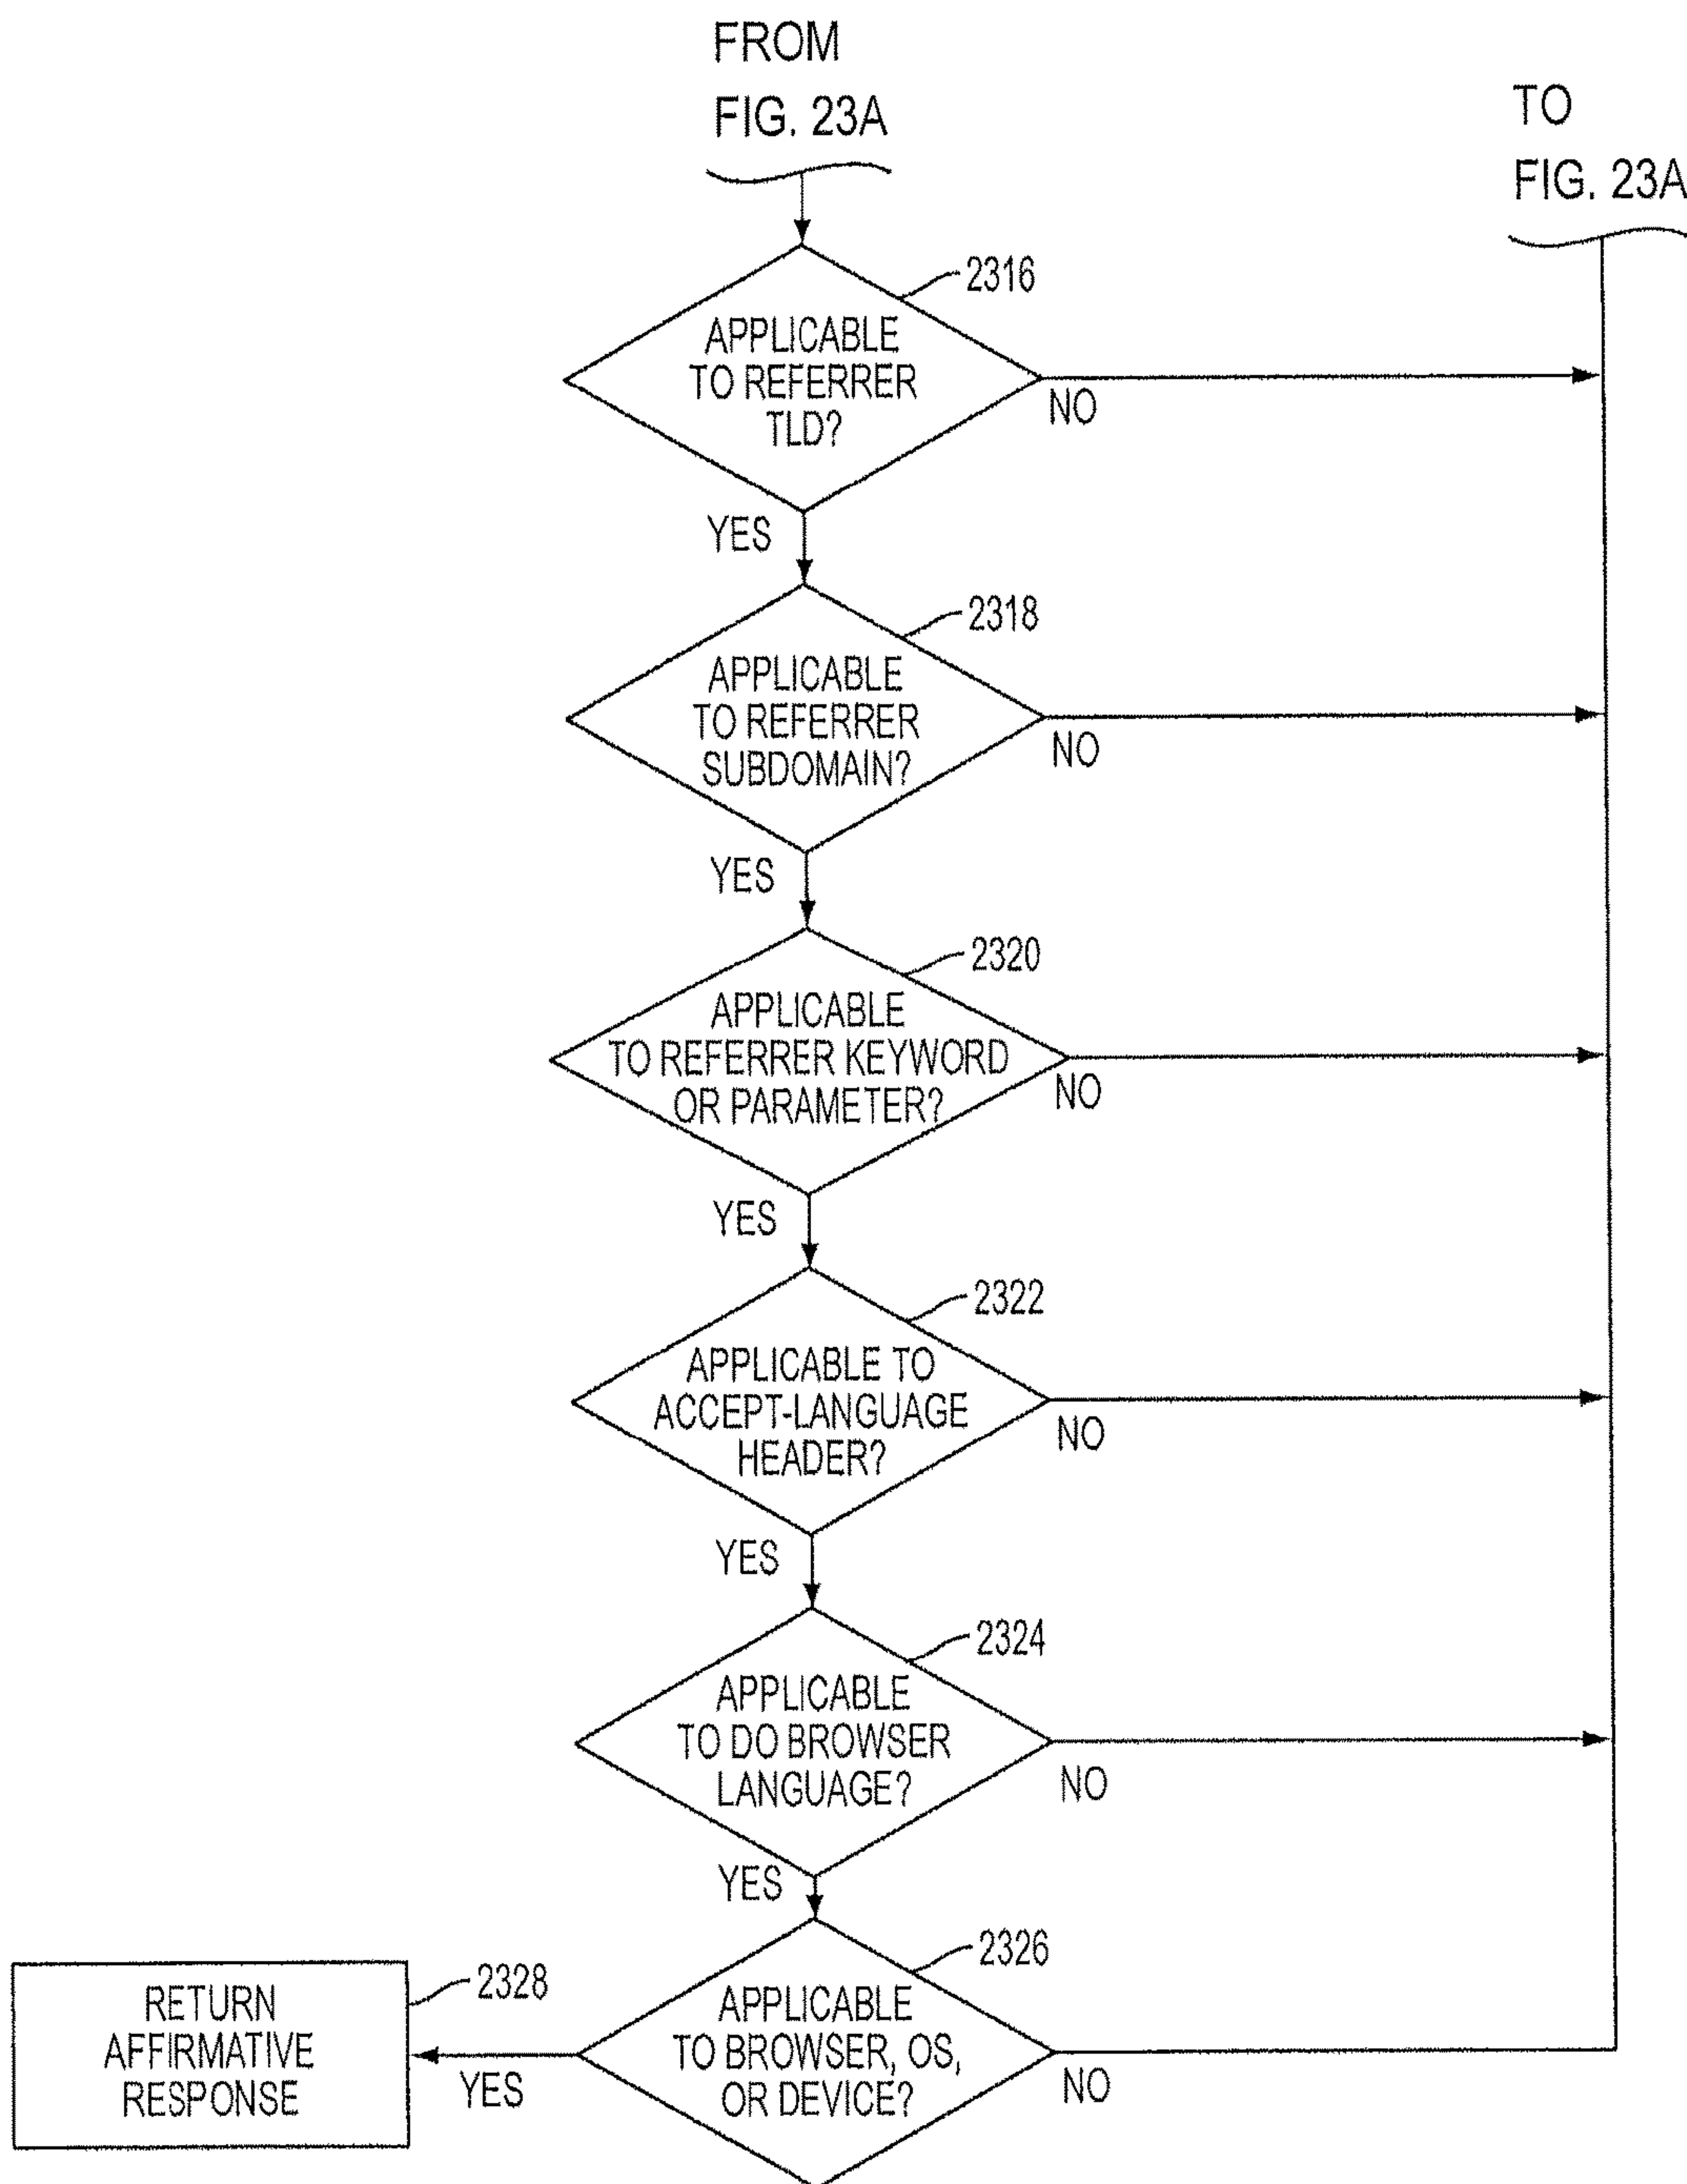 FROM
FIG. 23A
TO
FIG. 23A
2316
APPLICABLE
TO REFERRER
TLD?
NO
YES
2318
APPLICABLE
TO REFERRER
SUBDOMAIN?
NO
YES
2320
APPLICABLE
TO REFERRER KEYWORD
OR PARAMETER?
NO
YES
2322
APPLICABLE TO
ACCEPT-LANGUAGE
HEADER?
NO
YES
2324
APPLICABLE
TO DO BROWSER
LANGUAGE?
NO
YES
2326
APPLICABLE
TO BROWSER, OS,
OR DEVICE?
NO
YES
2328
RETURN
AFFIRMATIVE
RESPONSE